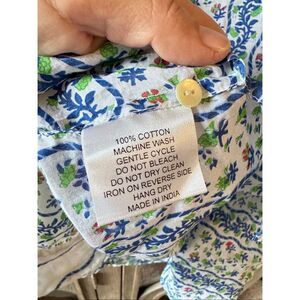 100% COTTON
MACHINE WASH
GENTLE CYCLE
DO NOT BLEACH
DO NOT DRY CLEAN
IRON ON REVERSE SIDE
HANG DRY
MADE IN INDIA